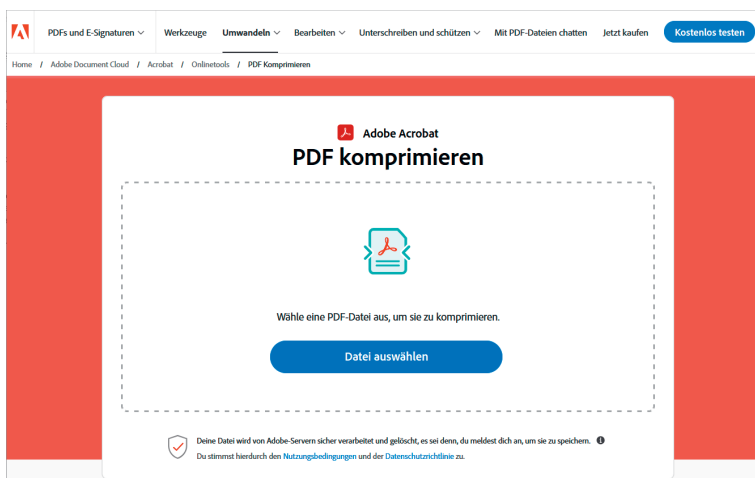 PDFs und E-Signaturen Werkzeuge Umwandeln Bearbeiten Unterschreiben und schützen Mit PDF-Dateien chatten Jetzt kaufen Kostenlos testen
Home / Adobe Document Cloud / Acrobat / Onlinetools / PDF Komprimieren
Adobe Acrobat
PDF komprimieren
Wähle eine PDF-Datei aus, um sie zu komprimieren.
Datei auswählen
Deine Datei wird von Adobe-Servern sicher verarbeitet und gelöscht, es sei denn, du meldest dich an, um sie zu speichern.
Du stimmst hierdurch den Nutzungsbedingungen und der Datenschutzrichtlinie zu.